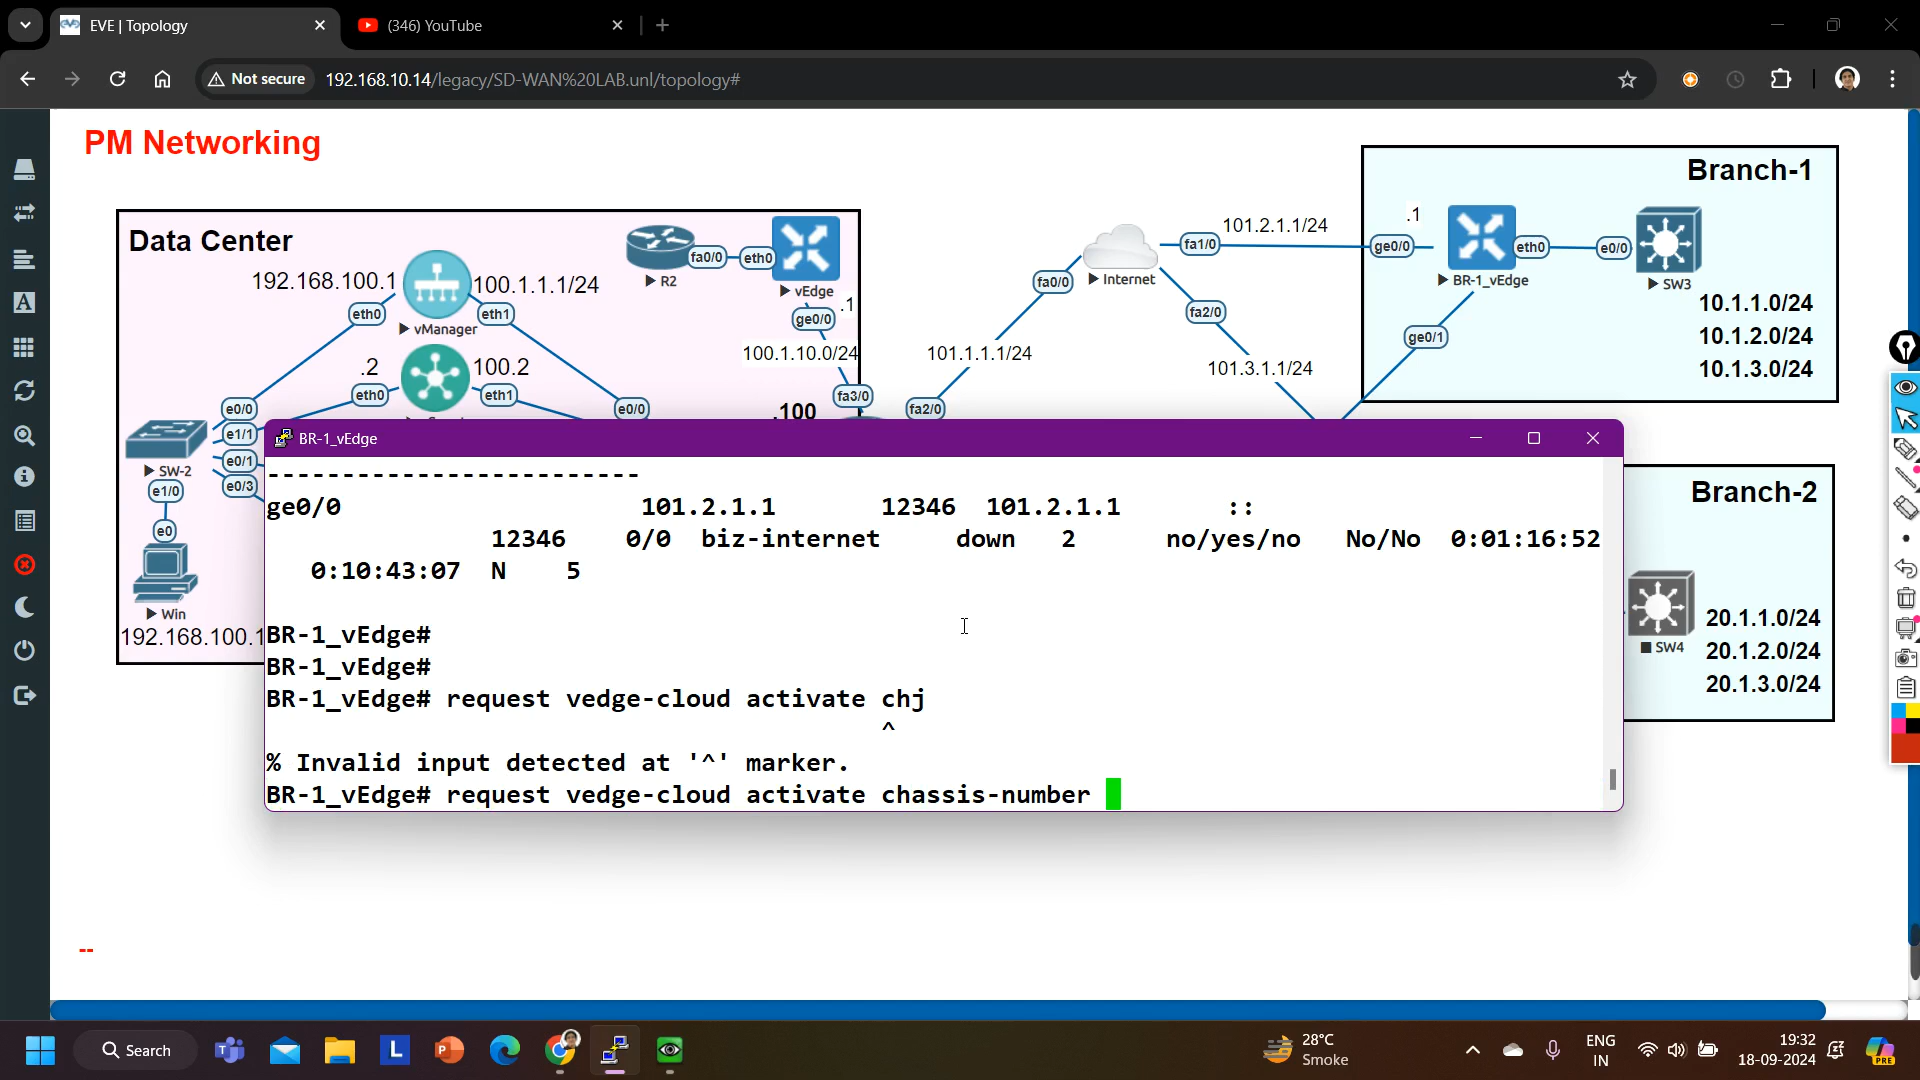 EVE | Topology
(346) YouTube
Not secure
192.168.10.14/legacy/SD-WAN%20LAB.unl/topology#
PM Networking
Data Center
192.168.100.1
100.1.1.1/24
eth0
eth1
vManager
.2
100.2
eth0
eth1
R2
fa0/0
eth0
vEdge
.1
ge0/0
100.1.10.0/24
fa3/0
.100
fa2/0
101.1.1.1/24
fa0/0
Internet
fa1/0
101.2.1.1/24
fa2/0
101.3.1.1/24
Branch-1
.1
ge0/0
eth0
e0/0
BR-1_vEdge
SW3
ge0/1
10.1.1.0/24
10.1.2.0/24
10.1.3.0/24
e0/0
e0/0
e1/1
e0/1
e0/3
SW-2
e1/0
e0
Win
192.168.100.1
Branch-2
SW4
20.1.1.0/24
20.1.2.0/24
20.1.3.0/24
BR-1_vEdge
-------------------------
ge0/0 101.2.1.1 12346 101.2.1.1 ::
12346 0/0 biz-internet down 2 no/yes/no No/No 0:01:16:52
0:10:43:07 N 5
BR-1_vEdge#
BR-1_vEdge#
BR-1_vEdge# request vedge-cloud activate chj
^
% Invalid input detected at '^' marker.
BR-1_vEdge# request vedge-cloud activate chassis-number
--
Search
28°C
Smoke
ENG
IN
19:32
18-09-2024